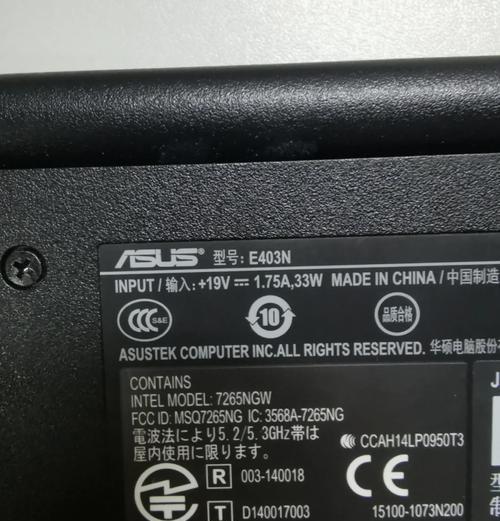 ASUS 型号: E403N
INPUT / 输入: +19V ⎓ 1.75A,33W MADE IN CHINA / 中国制造
CCC S&E 10 品质合格
ASUSTEK COMPUTER INC.ALL RIGHTS RESERVED. 华硕电脑股份
CONTAINS
INTEL MODEL: 7265NGW
FCC ID: MSQ7265NG IC: 3568A-7265NG
電波法により5.2/5.3GHz帯は
屋内使用に限ります。
CCAH14LP0950T3
R 003-140018
CE
T D140017003
15100-1073N200
J
型